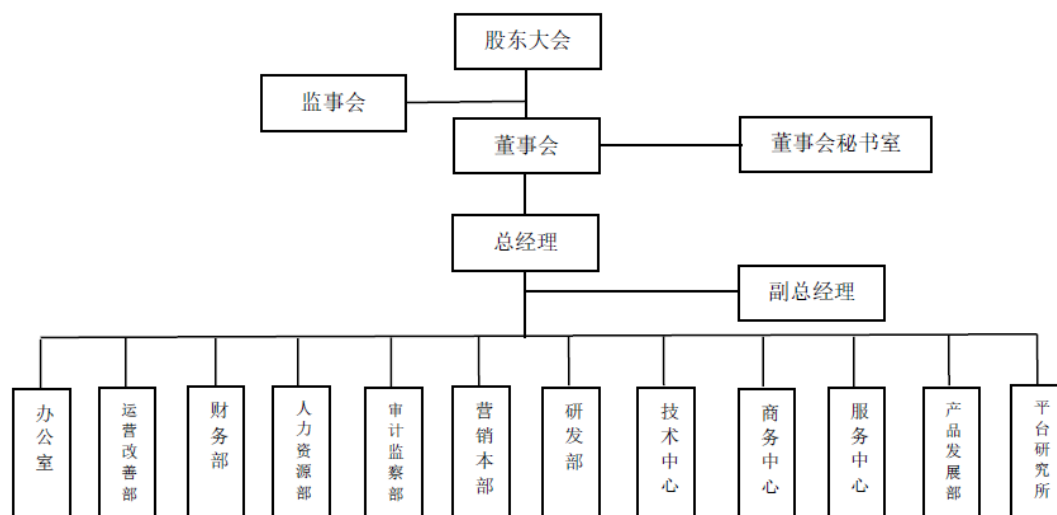 股东大会
监事会
董事会
董事会秘书室
总经理
副总经理
办公室
运营改善部
财务部
人力资源部
审计监察部
营销本部
研发部
技术中心
商务中心
服务中心
产品发展部
平台研究所